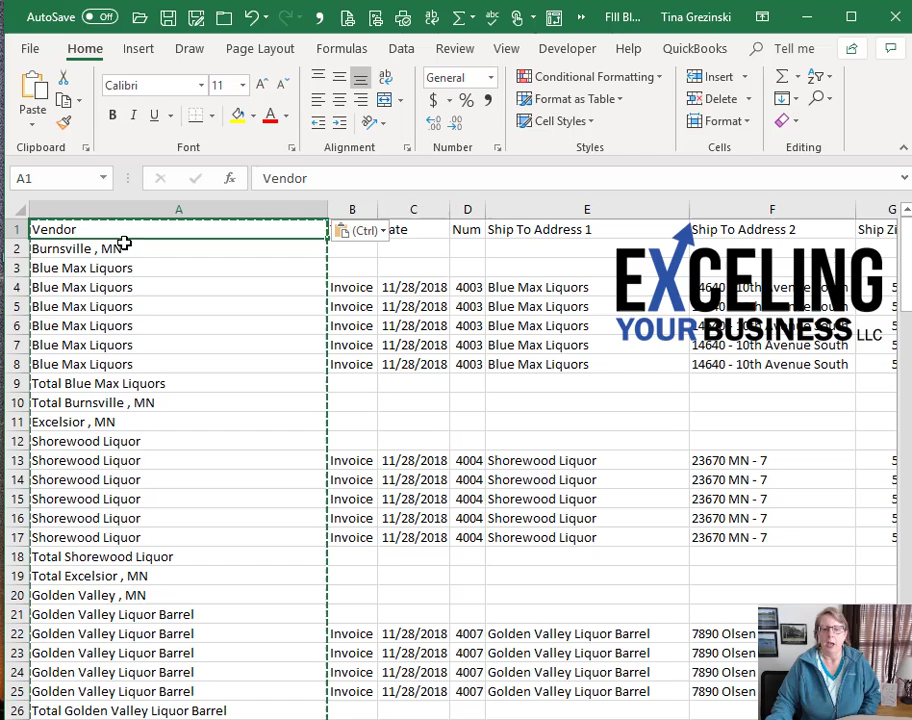 AutoSave Off FIll Bl... Tina Grezinski
File Home Insert Draw Page Layout Formulas Data Review View Developer Help QuickBooks Tell me
Paste Calibri 11 General Conditional Formatting Insert
B I U A $ % Format as Table Delete
Cell Styles Format
Clipboard Font Alignment Number Styles Cells Editing
A1 fx Vendor
A B C D E F G
1 Vendor (Ctrl) ate Num Ship To Address 1 Ship To Address 2 Ship Zi
2 Burnsville , MN
3 Blue Max Liquors
4 Blue Max Liquors Invoice 11/28/2018 4003 Blue Max Liquors 14640 - 10th Avenue South
5 Blue Max Liquors Invoice 11/28/2018 4003 Blue Max Liquors
6 Blue Max Liquors Invoice 11/28/2018 4003 Blue Max Liquors
7 Blue Max Liquors Invoice 11/28/2018 4003 Blue Max Liquors 14640 - 10th Avenue South
8 Blue Max Liquors Invoice 11/28/2018 4003 Blue Max Liquors 14640 - 10th Avenue South 5
EXCELING
YOUR BUSINESS LLC
9 Total Blue Max Liquors
10 Total Burnsville , MN
11 Excelsior , MN
12 Shorewood Liquor
13 Shorewood Liquor Invoice 11/28/2018 4004 Shorewood Liquor 23670 MN - 7 5
14 Shorewood Liquor Invoice 11/28/2018 4004 Shorewood Liquor 23670 MN - 7 5
15 Shorewood Liquor Invoice 11/28/2018 4004 Shorewood Liquor 23670 MN - 7 5
16 Shorewood Liquor Invoice 11/28/2018 4004 Shorewood Liquor 23670 MN - 7 5
17 Shorewood Liquor Invoice 11/28/2018 4004 Shorewood Liquor 23670 MN - 7 5
18 Total Shorewood Liquor
19 Total Excelsior , MN
20 Golden Valley , MN
21 Golden Valley Liquor Barrel
22 Golden Valley Liquor Barrel Invoice 11/28/2018 4007 Golden Valley Liquor Barrel 7890 Olsen
23 Golden Valley Liquor Barrel Invoice 11/28/2018 4007 Golden Valley Liquor Barrel 7890 Olsen
24 Golden Valley Liquor Barrel Invoice 11/28/2018 4007 Golden Valley Liquor Barrel 7890 Olsen
25 Golden Valley Liquor Barrel Invoice 11/28/2018 4007 Golden Valley Liquor Barrel 7890 Olsen
26 Total Golden Valley Liquor Barrel